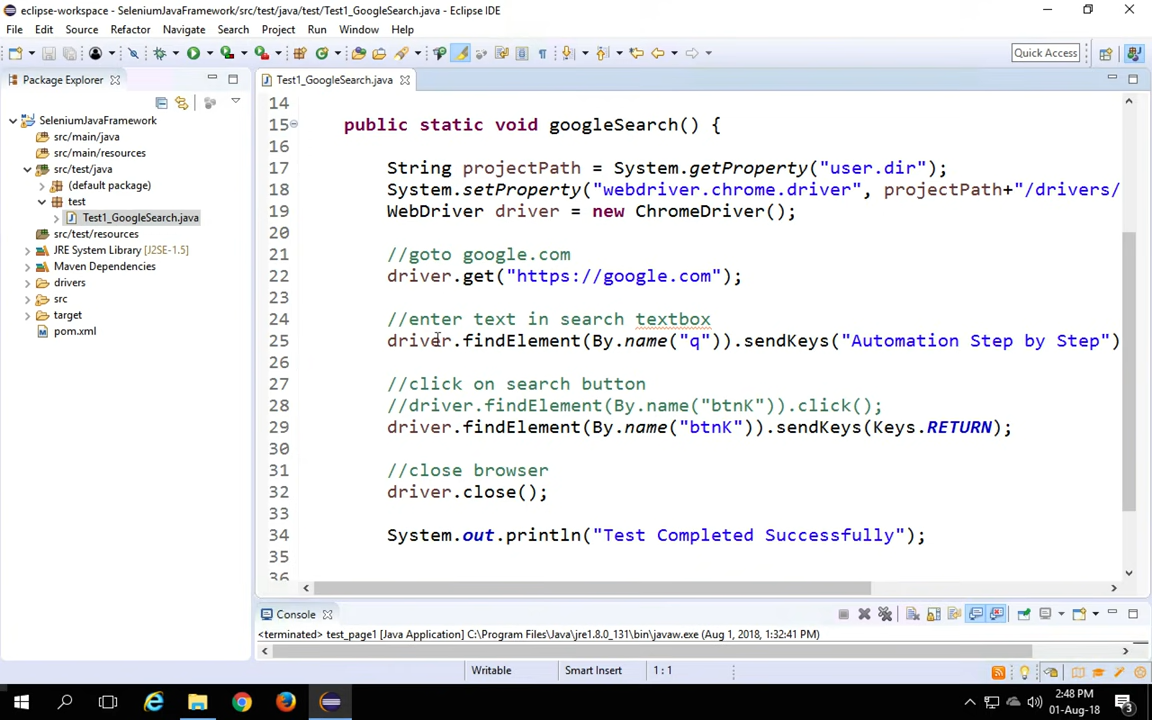 eclipse-workspace - SeleniumJavaFramework/src/test/java/test/Test1_GoogleSearch.java - Eclipse IDE
File Edit Source Refactor Navigate Search Project Run Window Help
Quick Access
Package Explorer
Test1_GoogleSearch.java
SeleniumJavaFramework
src/main/java
src/main/resources
src/test/java
(default package)
test
Test1_GoogleSearch.java
src/test/resources
JRE System Library [J2SE-1.5]
Maven Dependencies
drivers
src
target
pom.xml
14
15 public static void googleSearch() {
16
17 String projectPath = System.getProperty("user.dir");
18 System.setProperty("webdriver.chrome.driver", projectPath+"/drivers/
19 WebDriver driver = new ChromeDriver();
20
21 //goto google.com
22 driver.get("https://google.com");
23
24 //enter text in search textbox
25 driver.findElement(By.name("q")).sendKeys("Automation Step by Step")
26
27 //click on search button
28 //driver.findElement(By.name("btnK")).click();
29 driver.findElement(By.name("btnK")).sendKeys(Keys.RETURN);
30
31 //close browser
32 driver.close();
33
34 System.out.println("Test Completed Successfully");
35
36
Console
<terminated> test_page1 [Java Application] C:\Program Files\Java\jre1.8.0_131\bin\javaw.exe (Aug 1, 2018, 1:32:41 PM)
Writable Smart Insert 1 : 1
2:48 PM
01-Aug-18
3